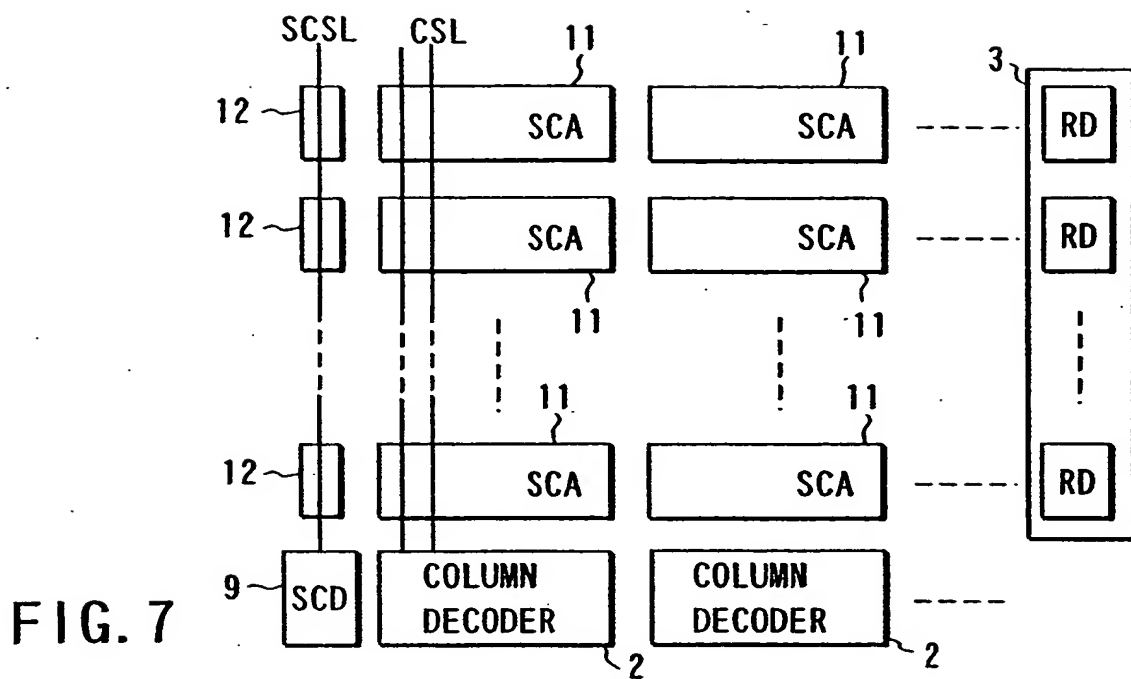 SCSL CSL 11 11 3
12 SCA SCA RD
12 SCA SCA RD
11 11
11 11
12 SCA SCA RD
9 SCD COLUMN DECODER COLUMN DECODER
2 2
FIG. 7